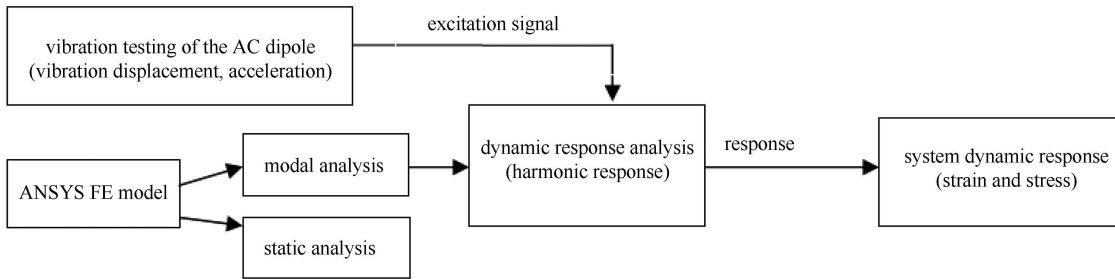 vibration testing of the AC dipole
(vibration displacement, acceleration)
excitation signal
ANSYS FE model
modal analysis
static analysis
dynamic response analysis
(harmonic response)
response
system dynamic response
(strain and stress)